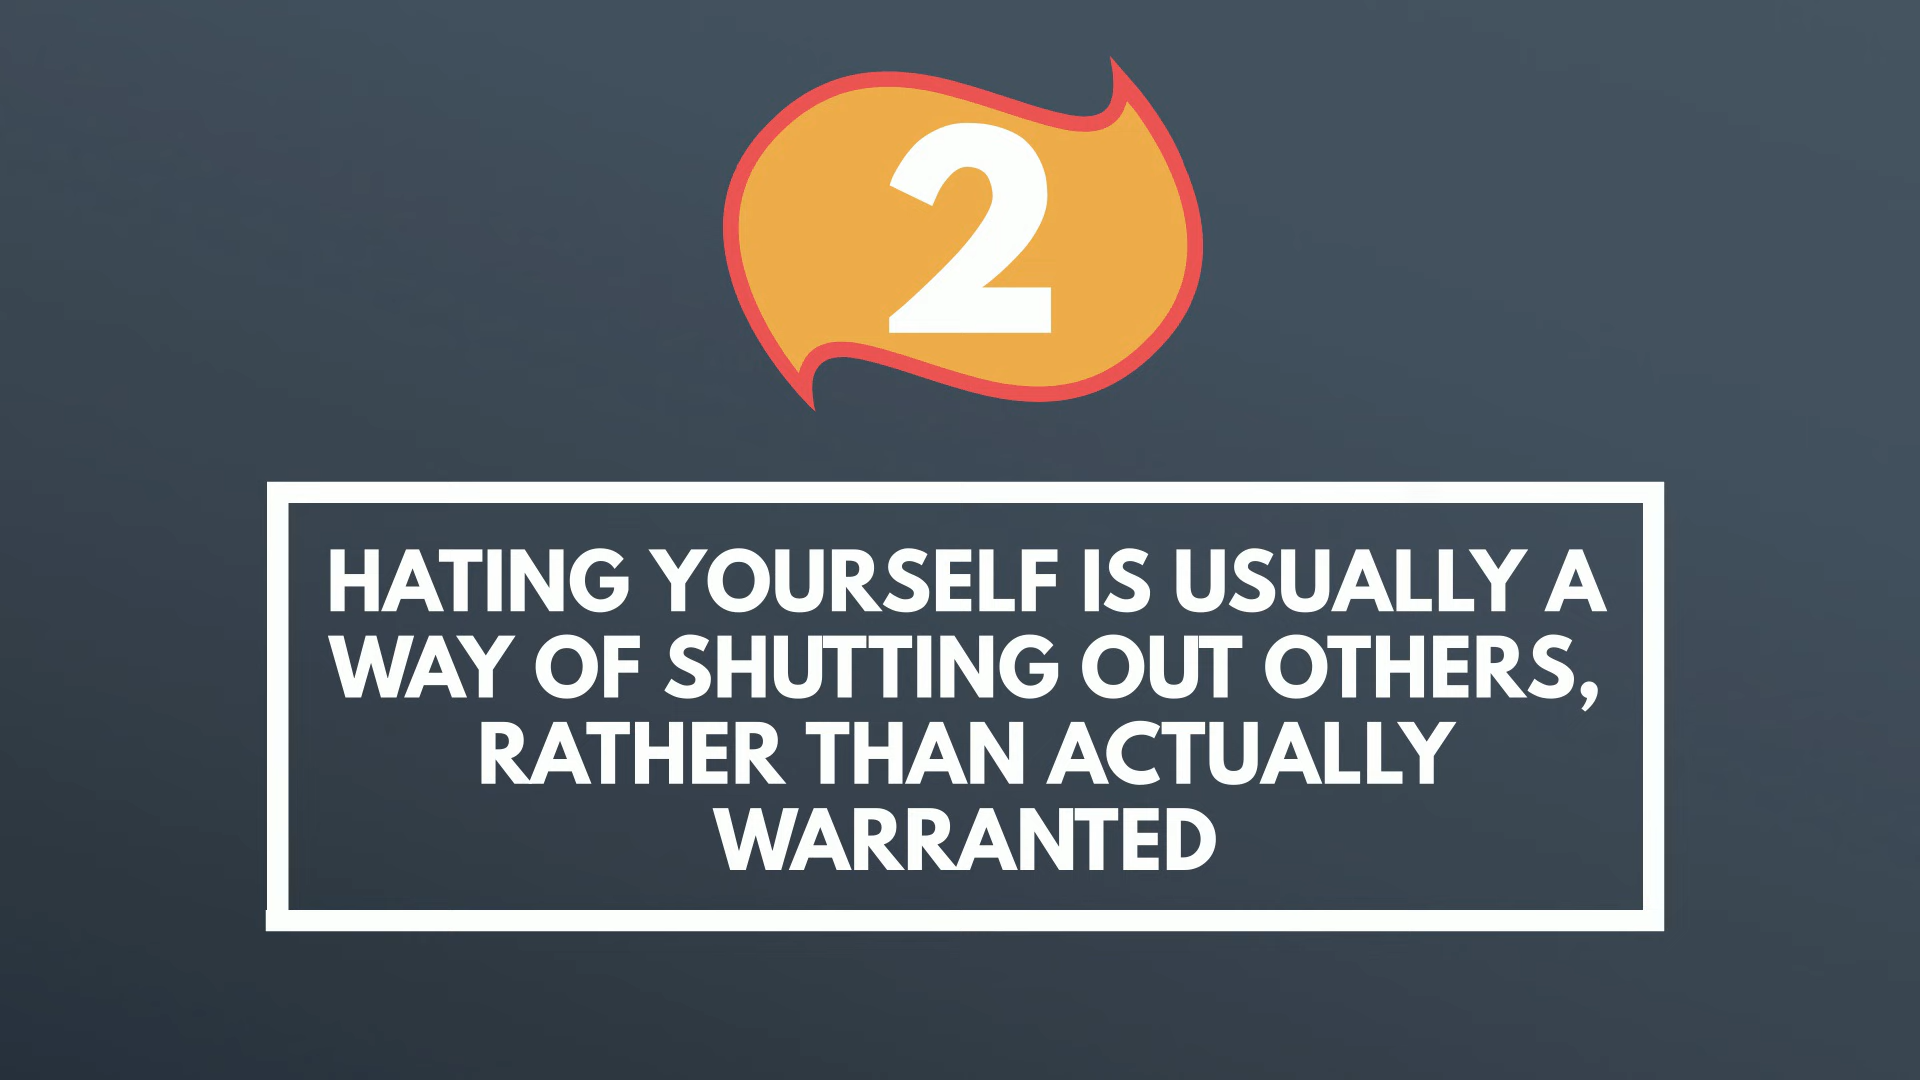 2
HATING YOURSELF IS USUALLY A
WAY OF SHUTTING OUT OTHERS,
RATHER THAN ACTUALLY
WARRANTED